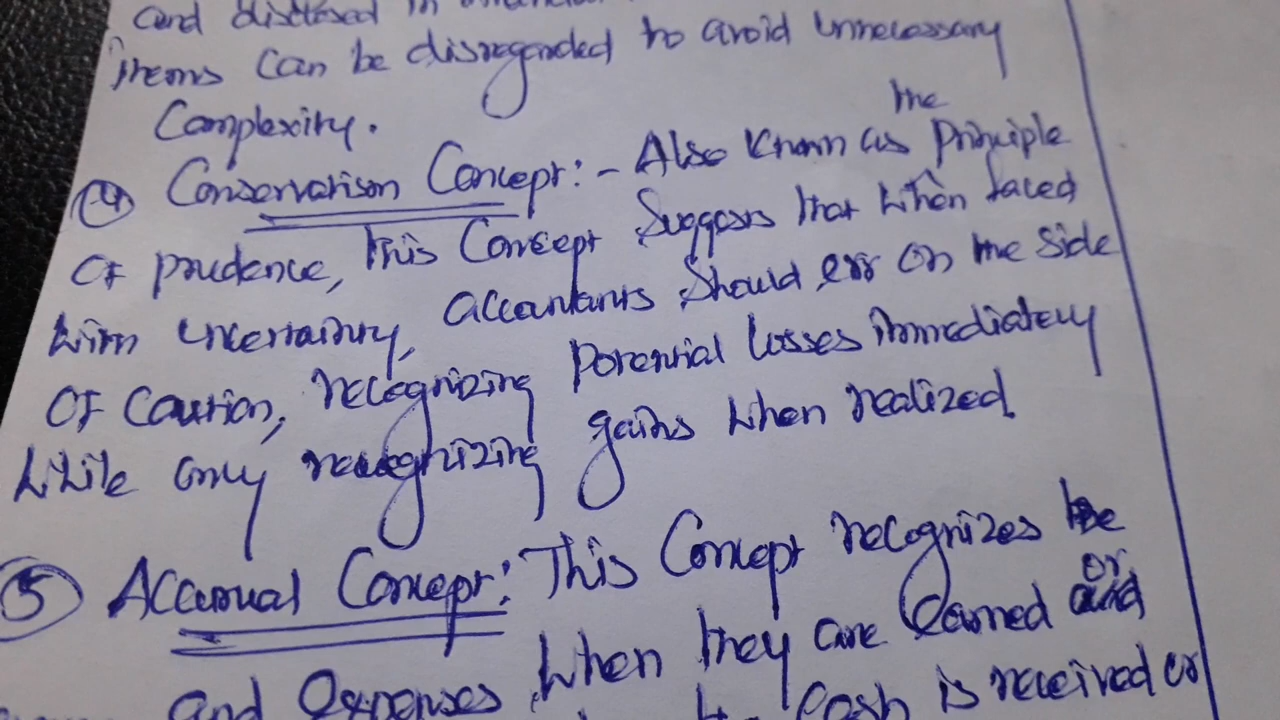 and disclosed in
items can be disregarded to avoid unnecessary
Complexity.
④ Conservatism Concept:- Also known as the principle
of prudence, this Concept suggests that when faced
with uncertainty, accountants should err on the side
of caution, recognizing potential losses immediately
while only recognizing gains when realized.
⑤ Accrual Concept: This Concept recognizes
and expenses when they are earned or
cash is received or